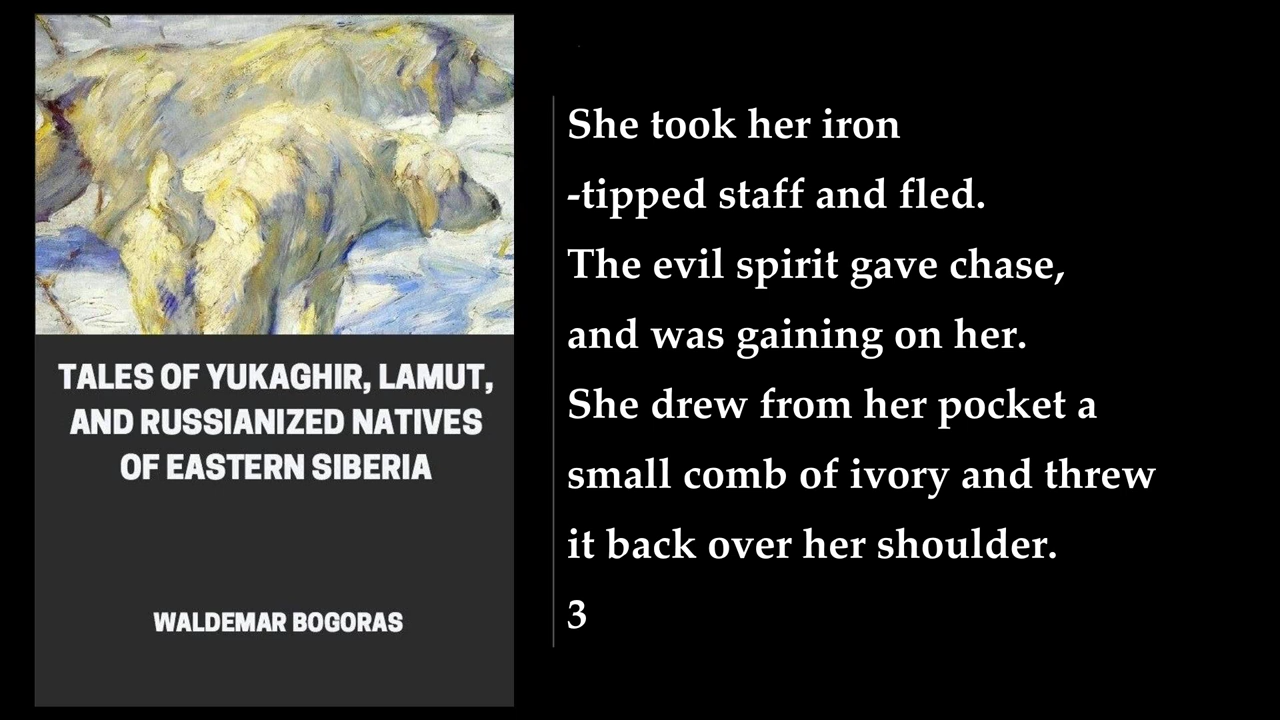 TALES OF YUKAGHIR, LAMUT,
AND RUSSIANIZED NATIVES
OF EASTERN SIBERIA
WALDEMAR BOGORAS
She took her iron
-tipped staff and fled.
The evil spirit gave chase,
and was gaining on her.
She drew from her pocket a
small comb of ivory and threw
it back over her shoulder.
3